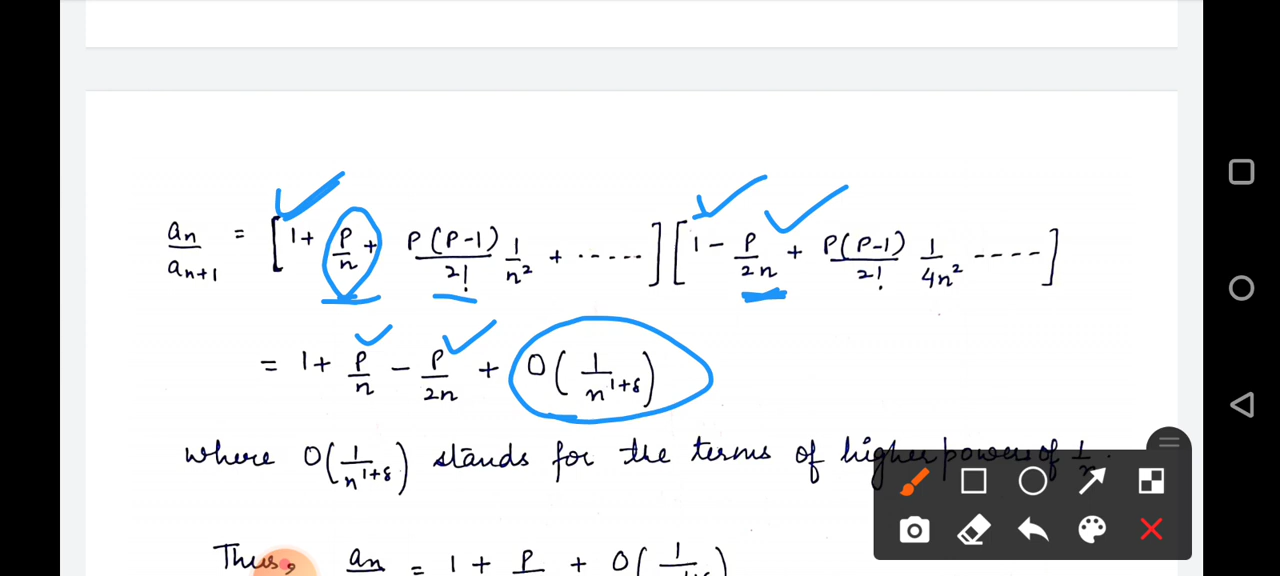 an/an+1 = [1 + P/n + P(P-1)/2! 1/n² + ·····][1 - P/2n + P(P-1)/2! 1/4n² ----]
= 1 + P/n - P/2n + O(1/n^1+δ)
where O(1/n^1+δ) stands for the terms of higher powers of 1/n.
Thus, an = 1 + P + O(1